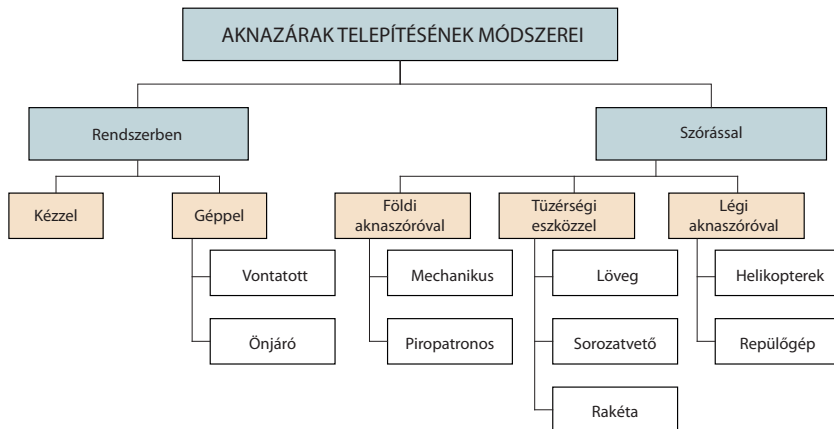 AKNAZÁRAK TELEPÍTÉSÉNEK MÓDSZEREI
Rendszerben
Szórással
Kézzel
Géppel
Földi
aknaszóróval
Tüzérségi
eszközzel
Légi
aknaszóróval
Vontatott
Mechanikus
Löveg
Helikopterek
Önjáró
Piropatronos
Sorozatvető
Repülőgép
Rakéta